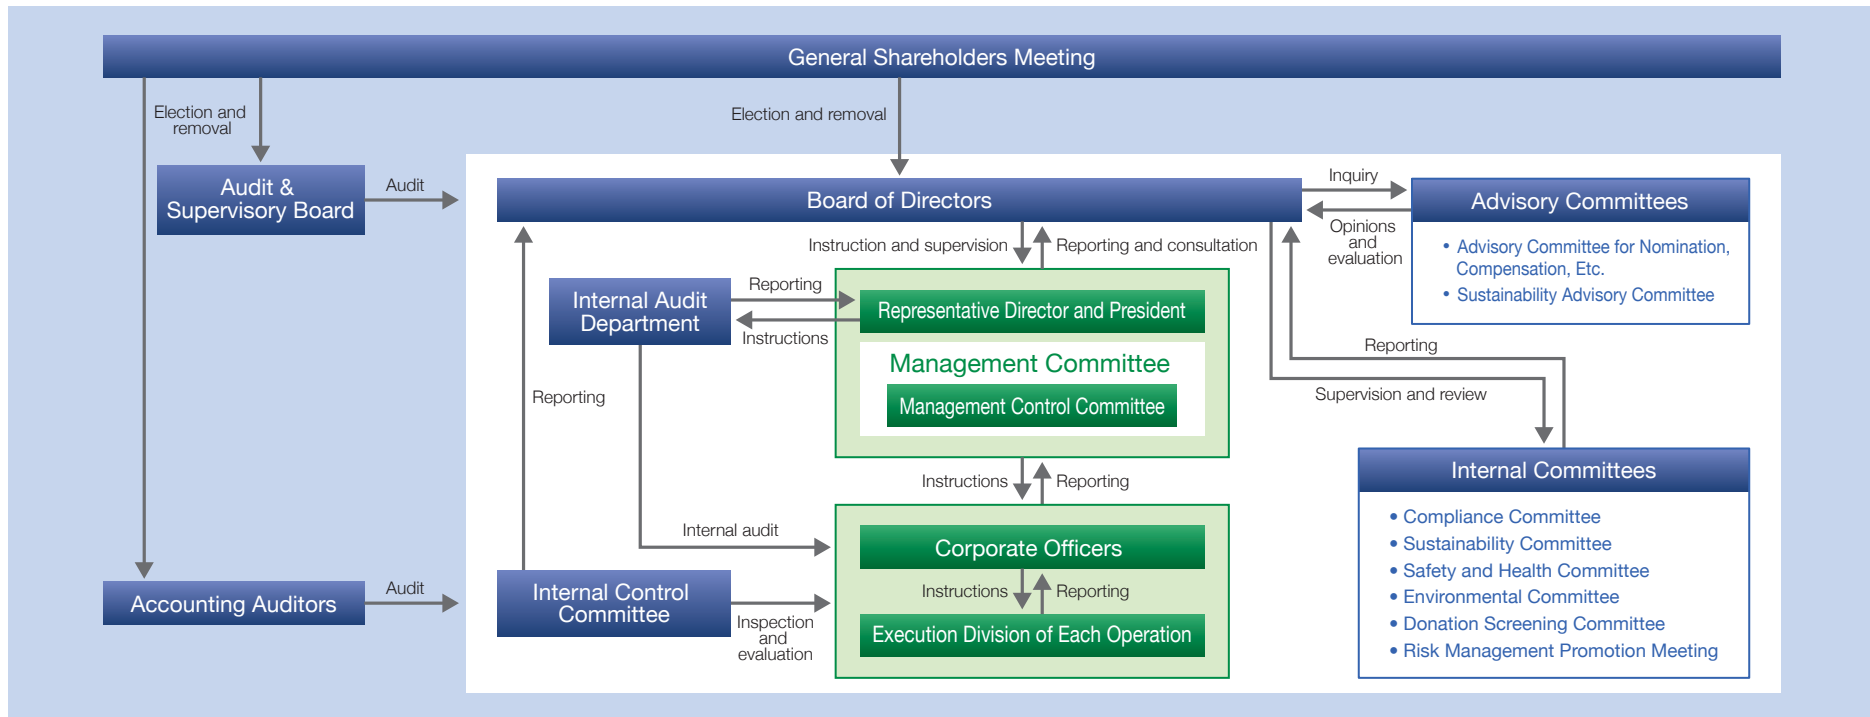 General Shareholders Meeting
Election and
removal
Election and removal
Audit &
Supervisory Board
Audit
Board of Directors
Inquiry
Opinions
and
evaluation
Advisory Committees
• Advisory Committee for Nomination,
Compensation, Etc.
• Sustainability Advisory Committee
Instruction and supervision
Reporting and consultation
Internal Audit
Department
Reporting
Instructions
Representative Director and President
Management Committee
Management Control Committee
Reporting
Reporting
Supervision and review
Instructions
Reporting
Internal Committees
• Compliance Committee
• Sustainability Committee
• Safety and Health Committee
• Environmental Committee
• Donation Screening Committee
• Risk Management Promotion Meeting
Internal audit
Corporate Officers
Instructions
Reporting
Execution Division of Each Operation
Accounting Auditors
Audit
Internal Control
Committee
Inspection
and
evaluation